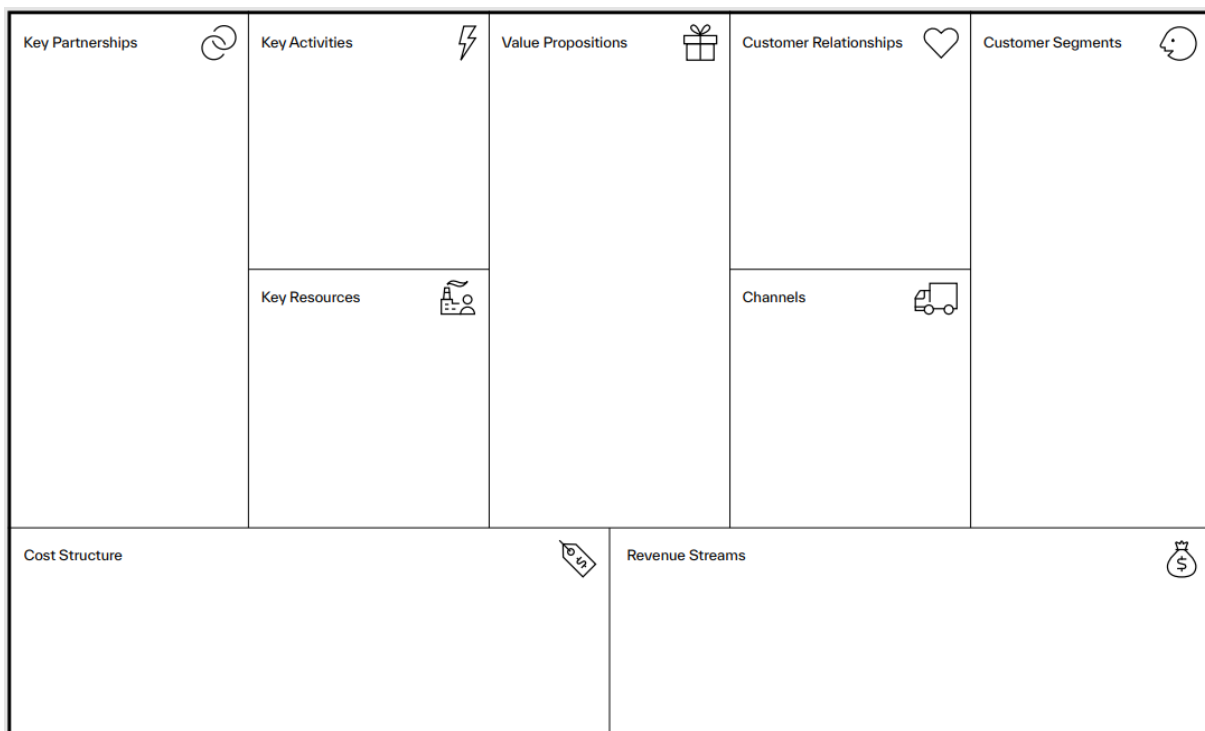 Key Partnerships
Key Activities
Value Propositions
Customer Relationships
Customer Segments
Key Resources
Channels
Cost Structure
$
Revenue Streams
$